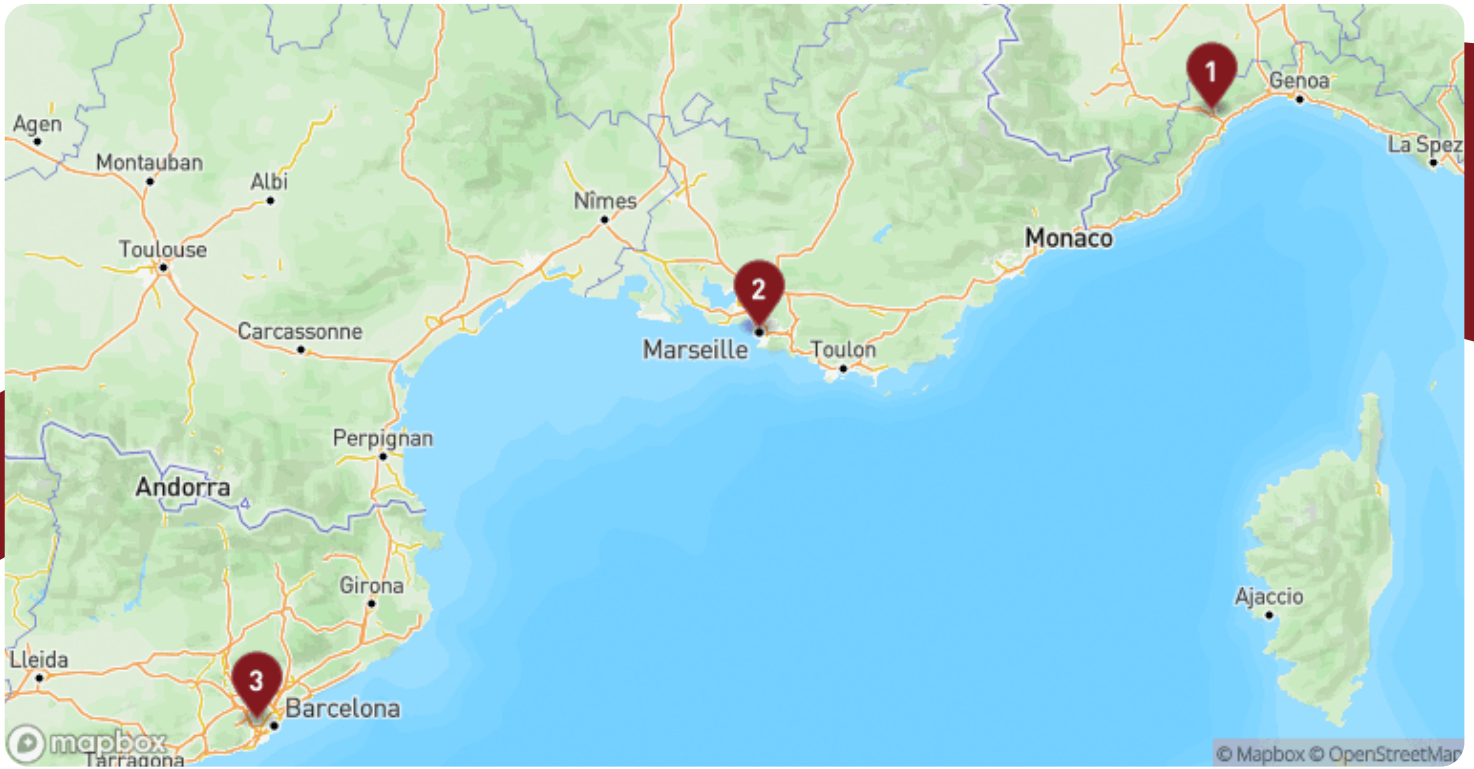 1
Genoa
Agen
La Spez
Montauban
Albi
Nîmes
Monaco
Toulouse
2
Carcassonne
Marseille
Toulon
Perpignan
Andorra
4
Girona
Ajaccio
Lleida
3
Barcelona
mapbox
Tarragona
© Mapbox © OpenStreetMap